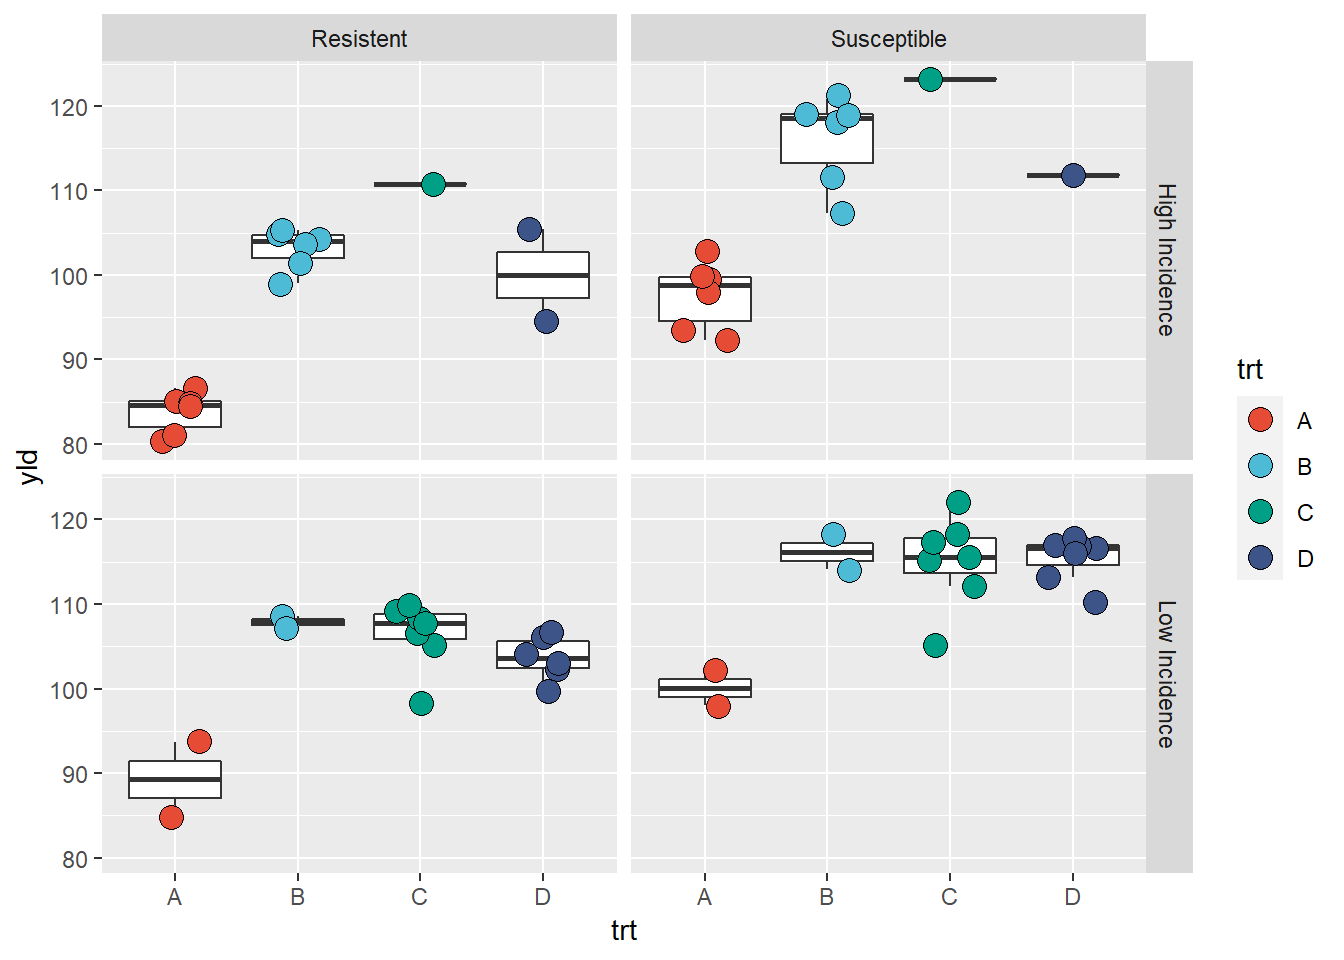 Resistent
Susceptible
120
110
100
90
80
High Incidence
120
110
100
90
80
Low Incidence
yld
A
B
C
D
A
B
C
D
trt
trt
A
B
C
D